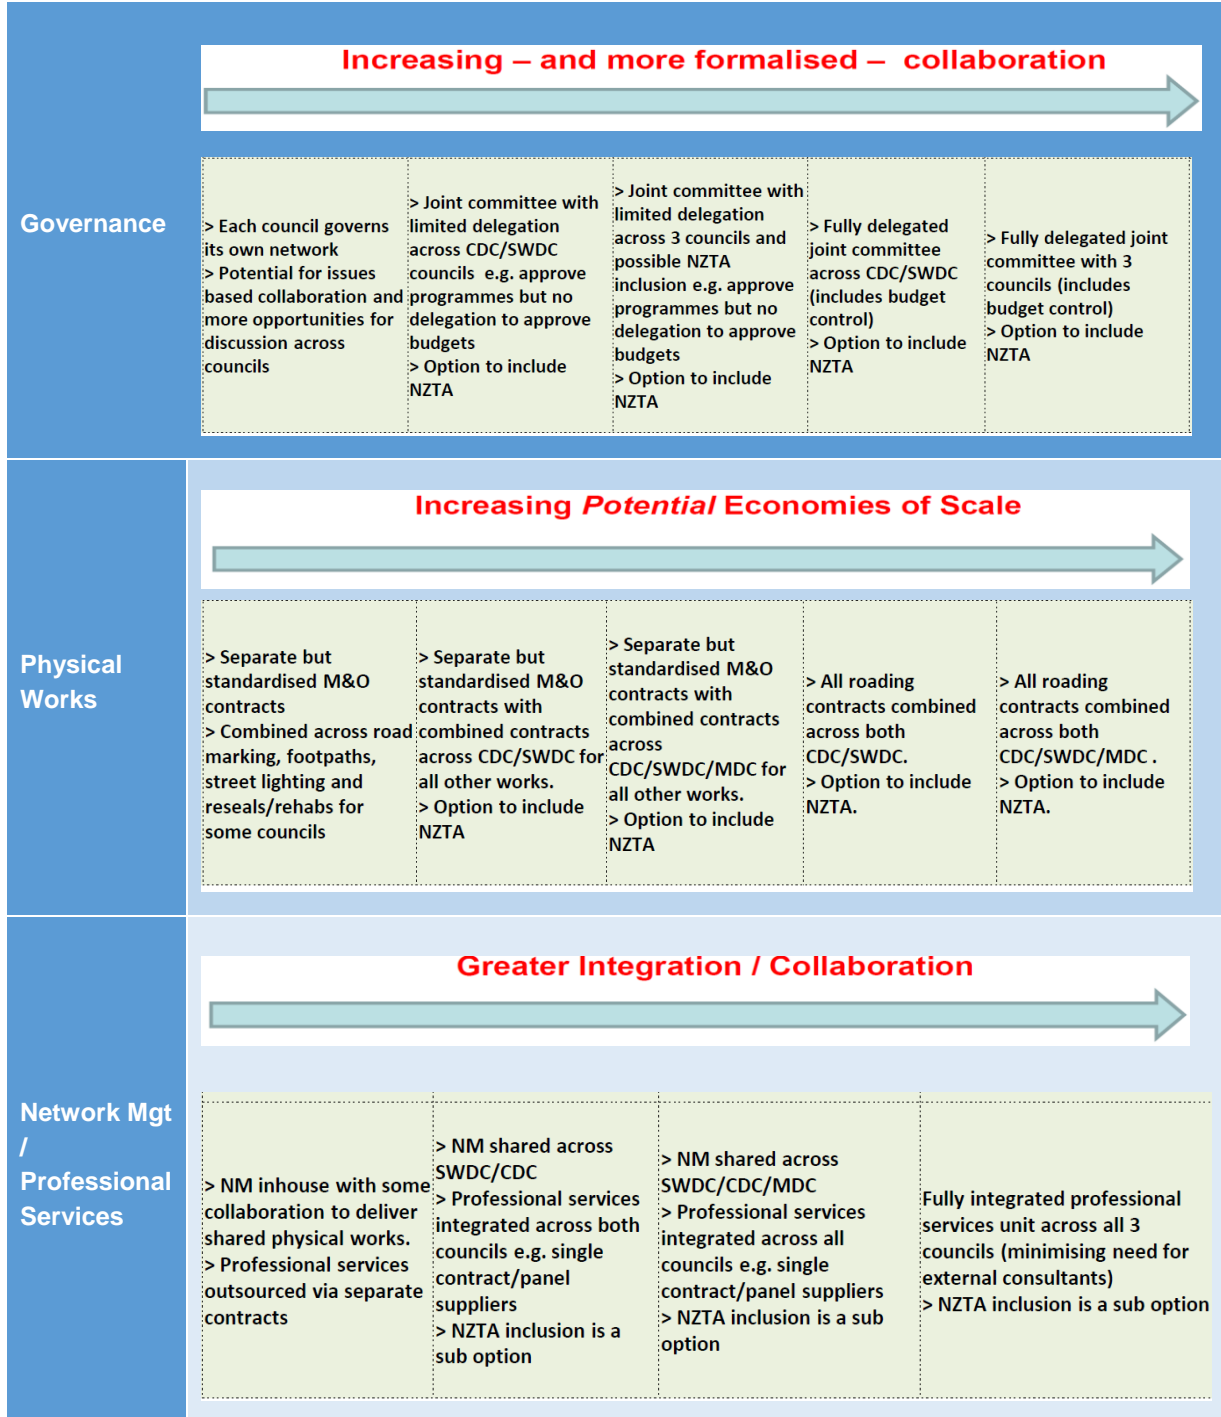 Increasing – and more formalised – collaboration
Governance
> Each council governs
its own network
> Potential for issues
based collaboration and
more opportunities for
discussion across
councils
> Joint committee with
limited delegation
across CDC/SWDC
councils e.g. approve
programmes but no
delegation to approve
budgets
> Option to include
NZTA
> Joint committee with
limited delegation
across 3 councils and
possible NZTA
inclusion e.g. approve
programmes but no
delegation to approve
budgets
> Option to include
NZTA
> Fully delegated
joint committee
across CDC/SWDC
(includes budget
control)
> Option to include
NZTA
> Fully delegated joint
committee with 3
councils (includes
budget control)
> Option to include
NZTA
Increasing Potential Economies of Scale
Physical
Works
> Separate but
standardised M&O
contracts
> Combined across road
marking, footpaths,
street lighting and
reseals/rehabs for
some councils
> Separate but
standardised M&O
contracts with
combined contracts
across CDC/SWDC for
all other works.
> Option to include
NZTA
> Separate but
standardised M&O
contracts with
combined contracts
across
CDC/SWDC/MDC for
all other works.
> Option to include
NZTA
> All roading
contracts combined
across both
CDC/SWDC.
> Option to include
NZTA.
> All roading
contracts combined
across both
CDC/SWDC/MDC .
> Option to include
NZTA.
Greater Integration / Collaboration
Network Mgt
/
Professional
Services
> NM inhouse with some
collaboration to deliver
shared physical works.
> Professional services
outsourced via separate
contracts
> NM shared across
SWDC/CDC
> Professional services
integrated across both
councils e.g. single
contract/panel
suppliers
> NZTA inclusion is a
sub option
> NM shared across
SWDC/CDC/MDC
> Professional services
integrated across all
councils e.g. single
contract/panel suppliers
> NZTA inclusion is a sub
option
Fully integrated professional
services unit across all 3
councils (minimising need for
external consultants)
> NZTA inclusion is a sub option